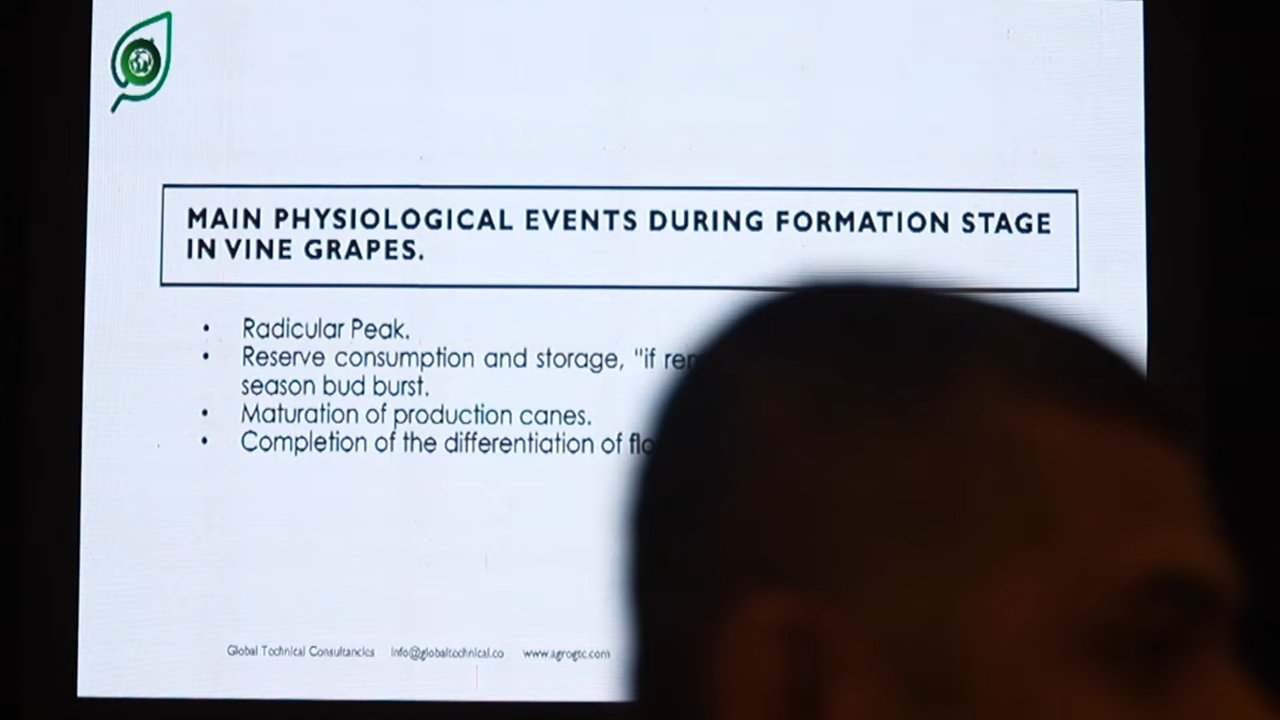 MAIN PHYSIOLOGICAL EVENTS DURING FORMATION STAGE
IN VINE GRAPES.
• Radicular Peak.
• Reserve consumption and storage, "if
season bud burst.
• Maturation of production canes.
• Completion of the differentiation of
Global Technical Consultancies info@globaltechnical.co www.agrogtc.com